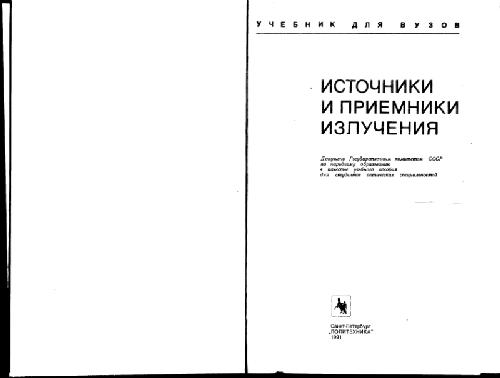 УЧЕБНИК ДЛЯ ВУЗОВ
ИСТОЧНИКИ
И ПРИЕМНИКИ
ИЗЛУЧЕНИЯ
Допущено Государственным комитетом СССР
по народному образованию
в качестве учебного пособия
для студентов оптических специальностей
Санкт-Петербург
„ПОЛИТЕХНИКА"
1991